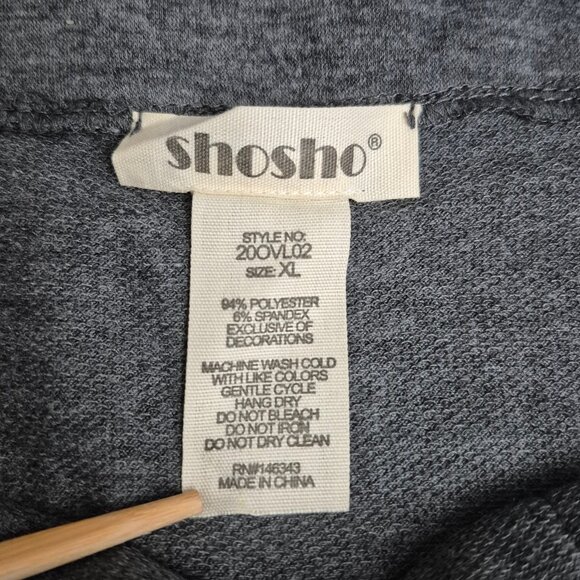 shosho®
STYLE NO:
20OVL02
SIZE: XL
94% POLYESTER
6% SPANDEX
EXCLUSIVE OF
DECORATIONS
MACHINE WASH COLD
WITH LIKE COLORS
GENTLE CYCLE
HANG DRY
DO NOT BLEACH
DO NOT IRON
DO NOT DRY CLEAN
RN#146343
MADE IN CHINA